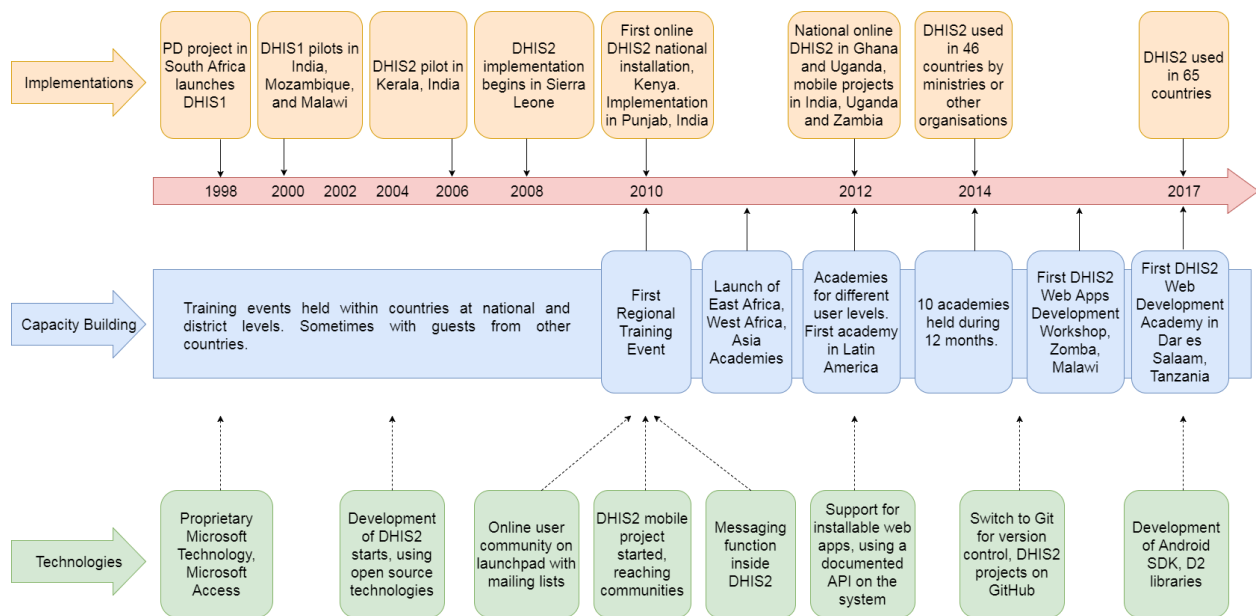 Implementations
PD project in
South Africa
launches
DHIS1
DHIS1 pilots in
India,
Mozambique,
and Malawi
DHIS2 pilot in
Kerala, India
DHIS2
implementation
begins in Sierra
Leone
First online
DHIS2 national
installation,
Kenya.
Implementation
in Punjab, India
National online
DHIS2 in Ghana
and Uganda,
mobile projects
in India, Uganda
and Zambia
DHIS2 used
in 46
countries by
ministries or
other
organisations
DHIS2 used
in 65
countries
1998 2000 2002 2004 2006 2008 2010 2012 2014 2017
Capacity Building
Training events held within countries at national and
district levels. Sometimes with guests from other
countries.
First
Regional
Training
Event
Launch of
East Africa,
West Africa,
Asia
Academies
Academies
for different
user levels.
First academy
in Latin
America
10 academies
held during
12 months.
First DHIS2
Web Apps
Development
Workshop,
Zomba,
Malawi
First DHIS2
Web
Development
Academy in
Dar es
Salaam,
Tanzania
Technologies
Proprietary
Microsoft
Technology,
Microsoft
Access
Development
of DHIS2
starts, using
open source
technologies
Online user
community on
launchpad with
mailing lists
DHIS2 mobile
project
started,
reaching
communities
Messaging
function
inside
DHIS2
Support for
installable web
apps, using a
documented
API on the
system
Switch to Git
for version
control, DHIS2
projects on
GitHub
Development
of Android
SDK, D2
libraries